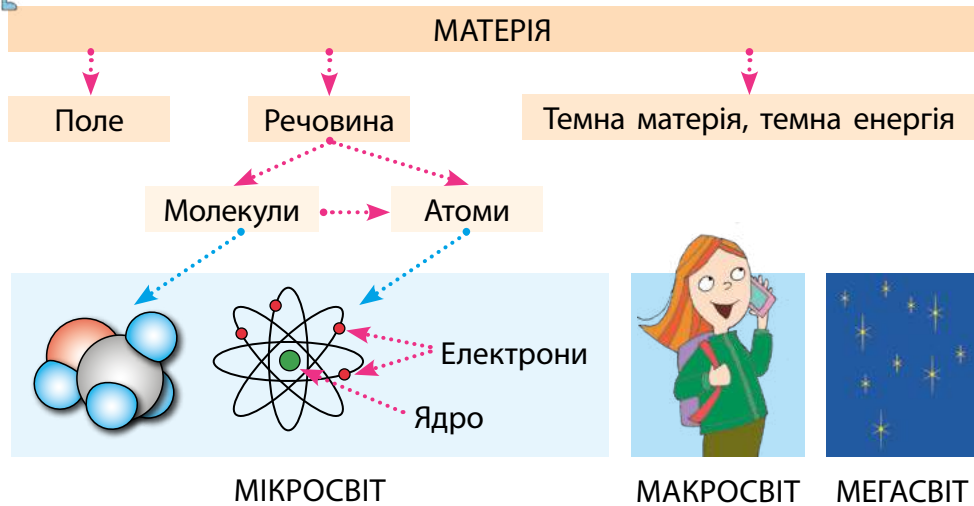 МАТЕРІЯ
Поле
Речовина
Темна матерія, темна енергія
Молекули
Атоми
Електрони
Ядро
МІКРОСВІТ
МАКРОСВІТ
МЕГАСВІТ